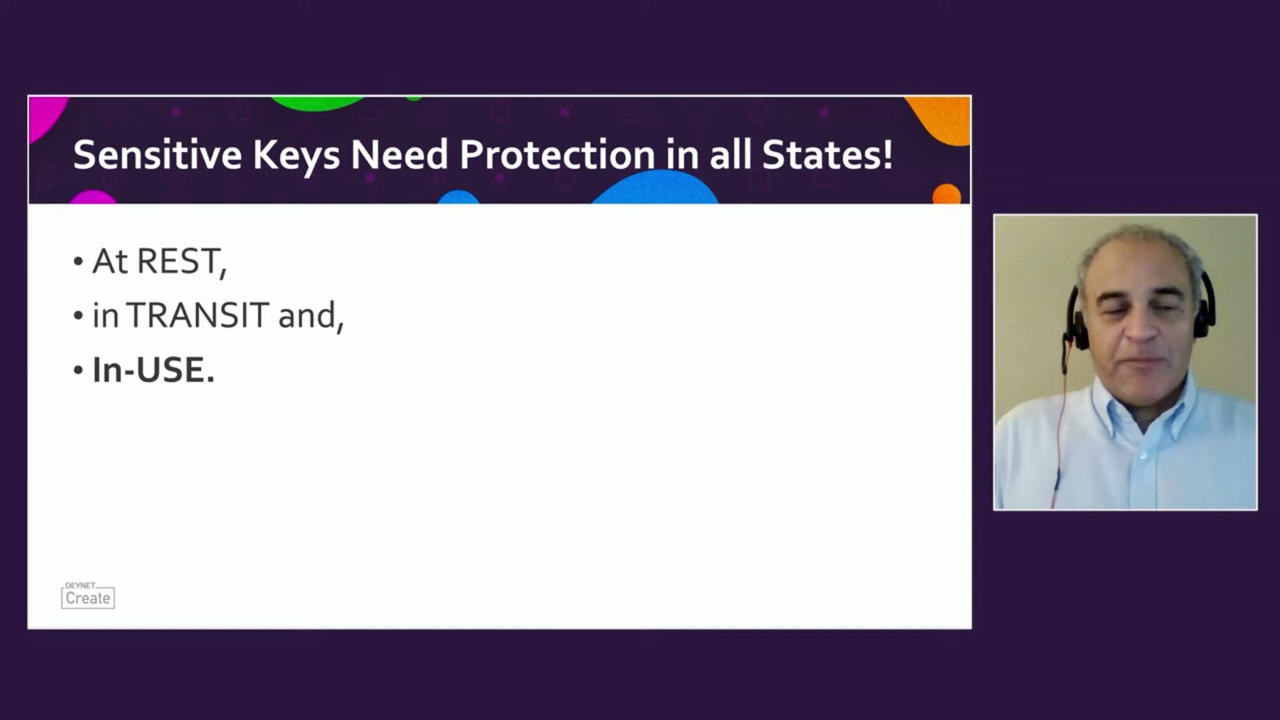 Sensitive Keys Need Protection in all States!
• At REST,
• in TRANSIT and,
• In-USE.
DEVNET
Create